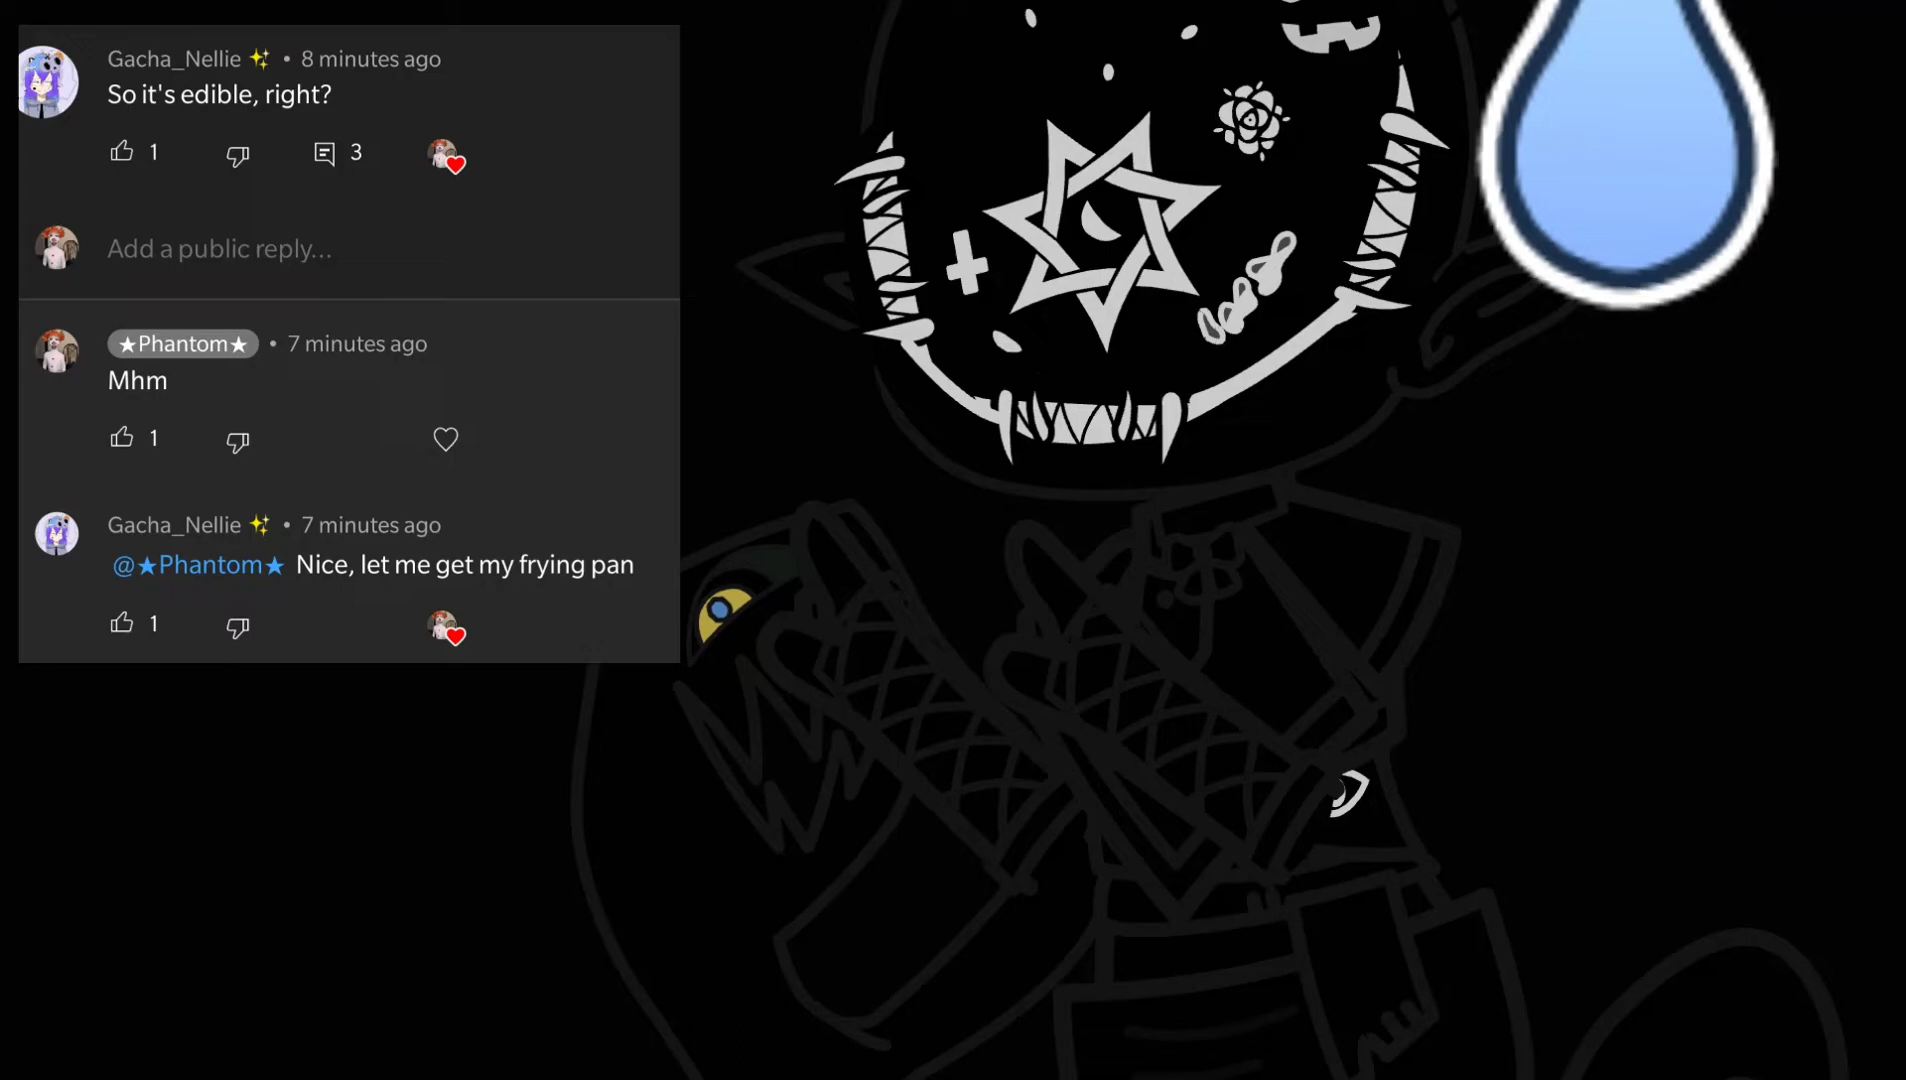 Gacha_Nellie ✨ • 8 minutes ago
So it's edible, right?
1 3
Add a public reply...
★Phantom★ • 7 minutes ago
Mhm
1
Gacha_Nellie ✨ • 7 minutes ago
@★Phantom★ Nice, let me get my frying pan
1